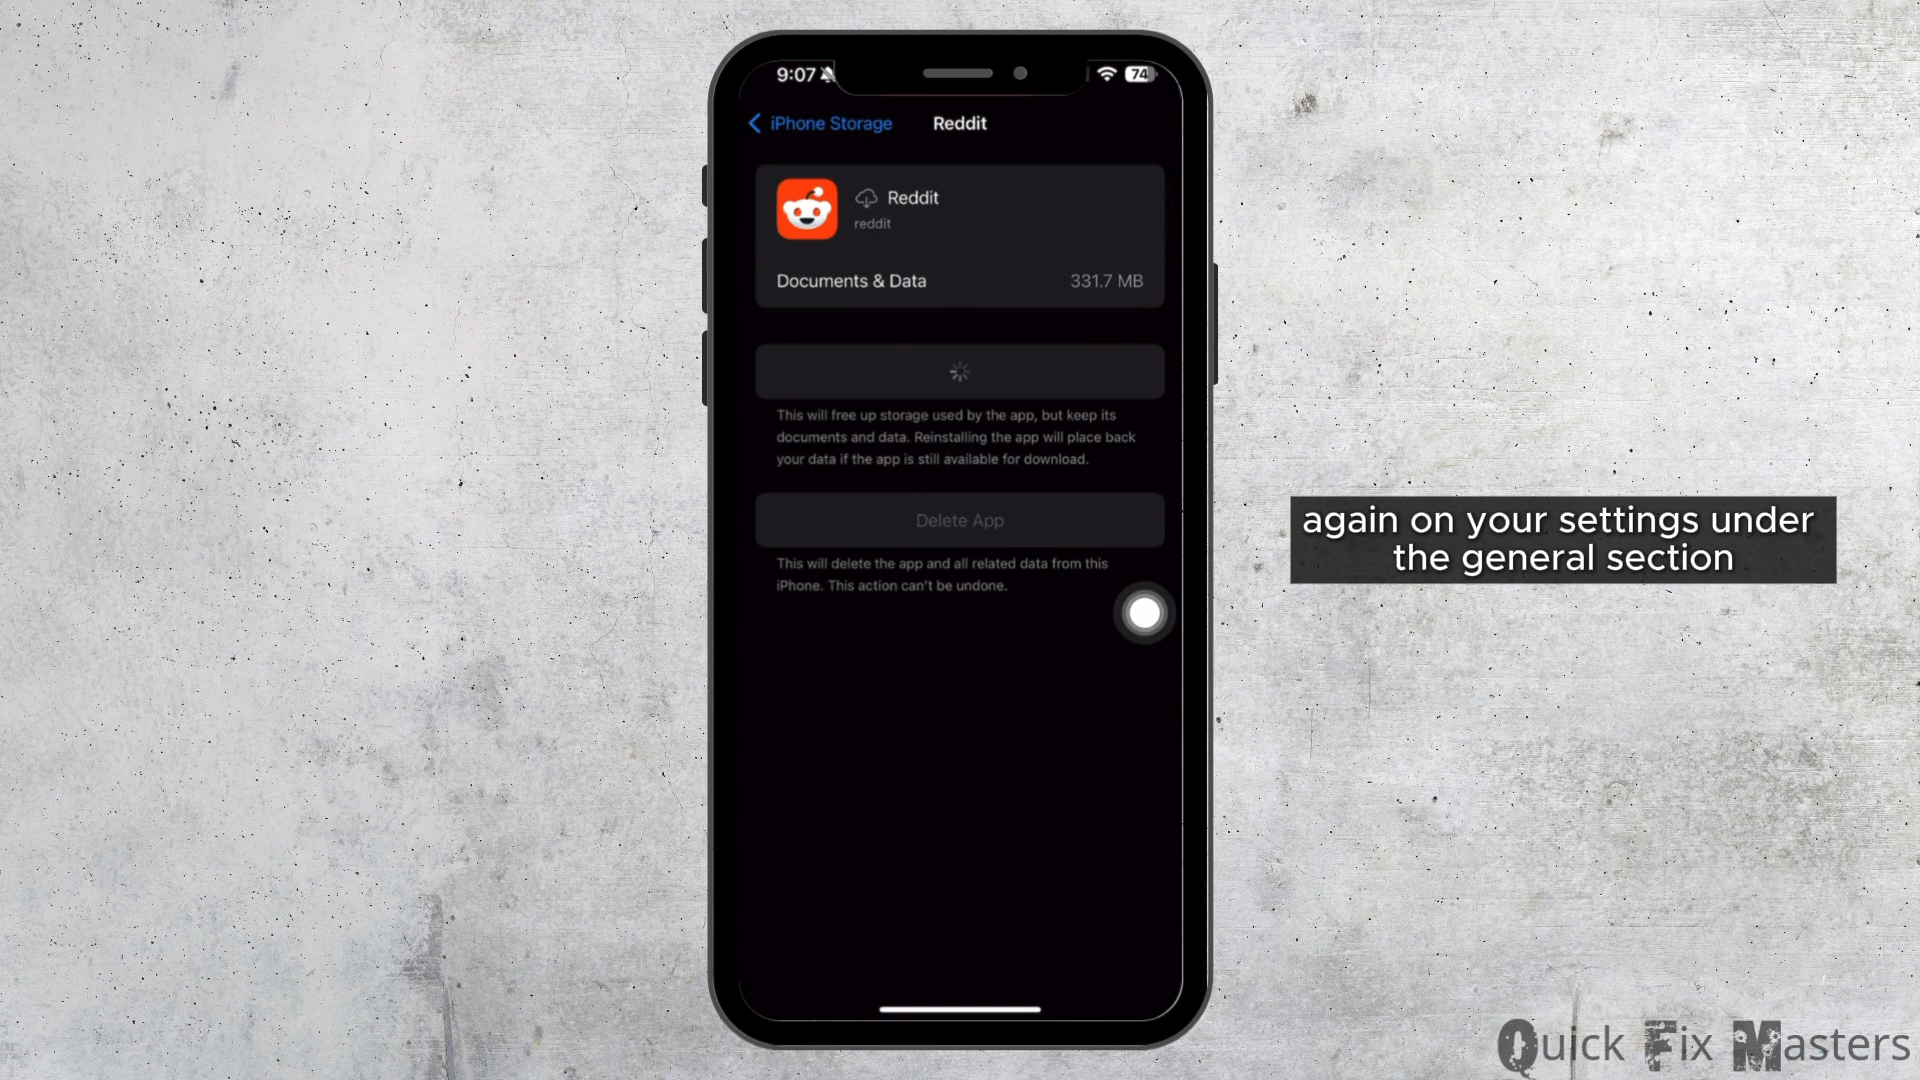 9:07
74
iPhone Storage
Reddit
Reddit
reddit
Documents & Data
331.7 MB
This will free up storage used by the app, but keep its
documents and data. Reinstalling the app will place back
your data if the app is still available for download.
Delete App
This will delete the app and all related data from this
iPhone. This action can't be undone.
again on your settings under
the general section
Quick Fix Masters